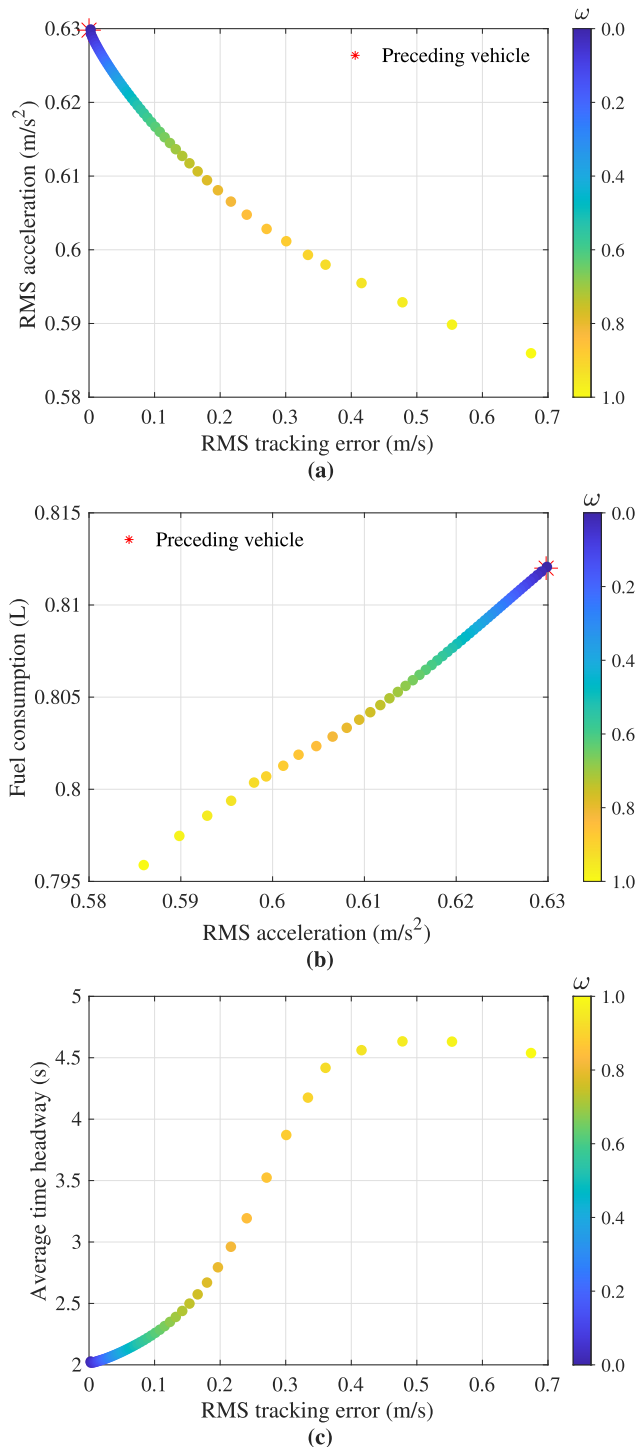 ω
0.63
0.62
0.61
0.6
0.59
0.58
RMS acceleration (m/s²)
Preceding vehicle
0.0
0.2
0.4
0.6
0.8
1.0
0 0.1 0.2 0.3 0.4 0.5 0.6 0.7
RMS tracking error (m/s)
(a)
ω
0.815
0.81
0.805
0.8
0.795
Fuel consumption (L)
Preceding vehicle
0.0
0.2
0.4
0.6
0.8
1.0
0.58 0.59 0.6 0.61 0.62 0.63
RMS acceleration (m/s²)
(b)
ω
5
4.5
4
3.5
3
2.5
2
Average time headway (s)
1.0
0.8
0.6
0.4
0.2
0.0
0 0.1 0.2 0.3 0.4 0.5 0.6 0.7
RMS tracking error (m/s)
(c)